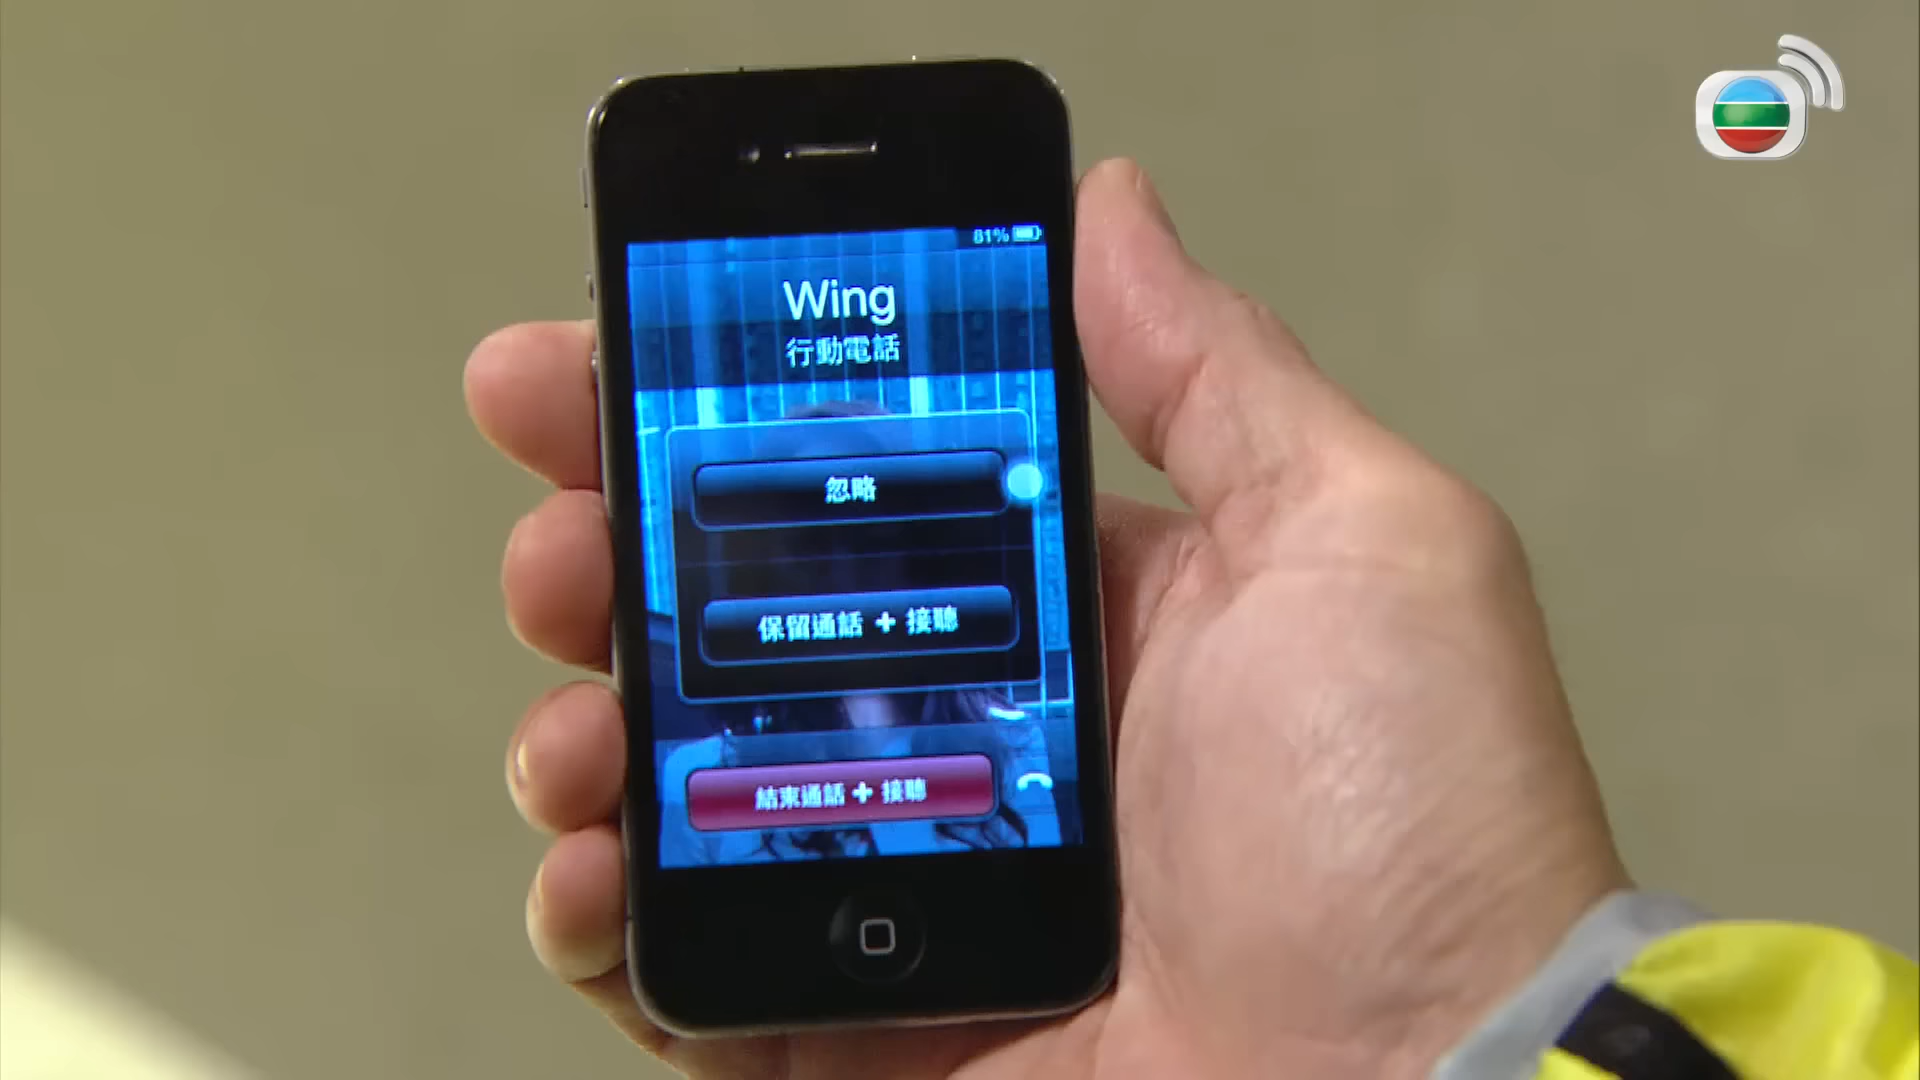 81%
Wing
行動電話
忽略
保留通話 + 接聽
結束通話 + 接聽